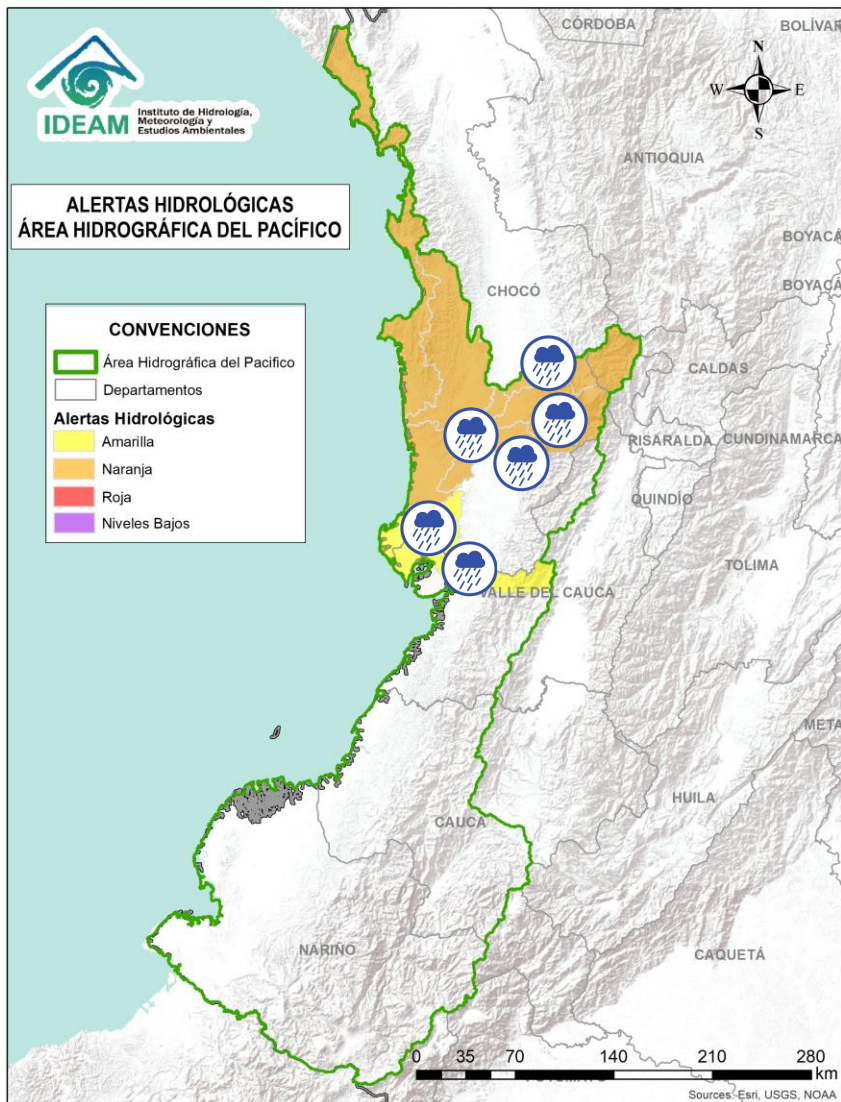 IDEAM
Instituto de Hidrología,
Meteorología y
Estudios Ambientales
ALERTAS HIDROLÓGICAS
ÁREA HIDROGRÁFICA DEL PACÍFICO
CONVENCIONES
Área Hidrográfica del Pacifico
Departamentos
Alertas Hidrológicas
Amarilla
Naranja
Roja
Niveles Bajos
N
W E
S
CÓRDOBA
BOLÍVAR
ANTIOQUIA
BOYACÁ
BOYACÁ
CHOCÓ
CALDAS
RISARALDA
CUNDINAMARCA
QUINDÍO
TOLIMA
VALLE DEL CAUCA
META
HUILA
CAUCA
NARIÑO
CAQUETÁ
0 35 70 140 210 280
km
Sources: Esri, USGS, NOAA